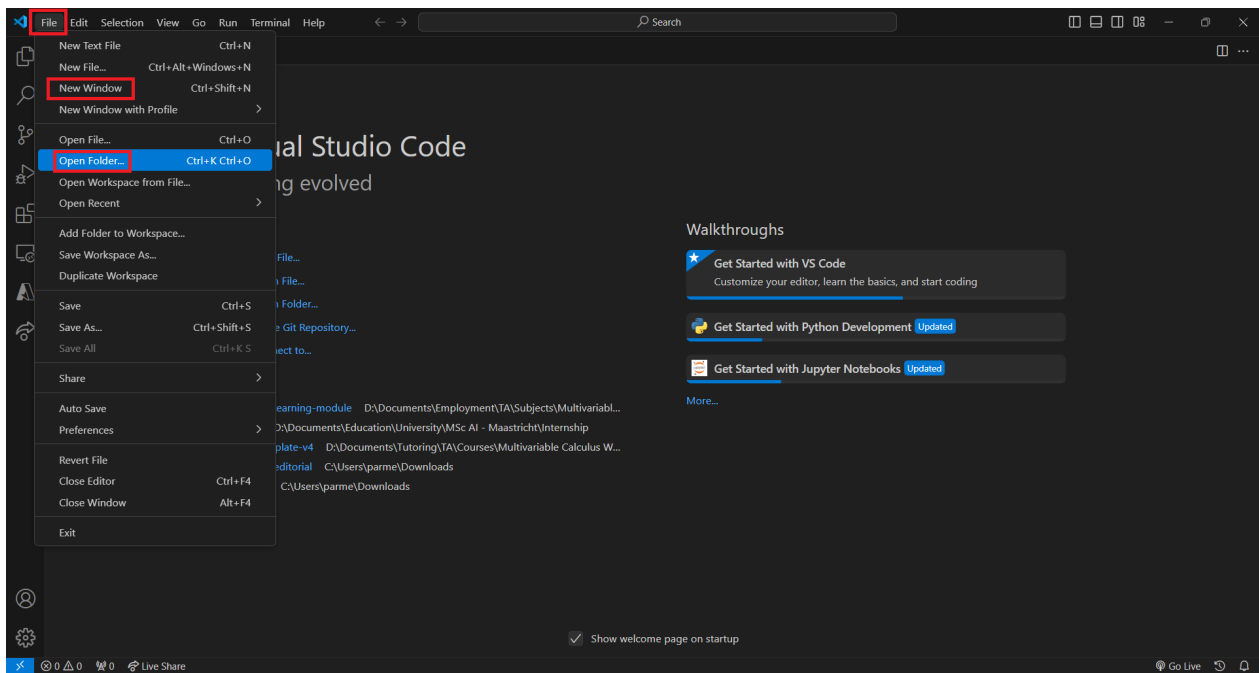 File Edit Selection View Go Run Terminal Help
Search
New Text File Ctrl+N
New File... Ctrl+Alt+Windows+N
New Window Ctrl+Shift+N
New Window with Profile
Open File... Ctrl+O
Open Folder... Ctrl+K Ctrl+O
Open Workspace from File...
Open Recent
Add Folder to Workspace...
Save Workspace As...
Duplicate Workspace
Save Ctrl+S
Save As... Ctrl+Shift+S
Save All Ctrl+K S
Share
Auto Save
Preferences
Revert File
Close Editor Ctrl+F4
Close Window Alt+F4
Exit
ual Studio Code
ng evolved
File...
File...
Folder...
Git Repository...
nect to...
earning-module D:\Documents\Employment\TA\Subjects\Multivariabl...
D:\Documents\Education\University\MSc AI - Maastricht\Internship
plate-v4 D:\Documents\Tutoring\TA\Courses\Multivariable Calculus W...
editorial C:\Users\parme\Downloads
C:\Users\parme\Downloads
Walkthroughs
Get Started with VS Code
Customize your editor, learn the basics, and start coding
Get Started with Python Development Updated
Get Started with Jupyter Notebooks Updated
More...
Show welcome page on startup
0 0 0 Live Share
Go Live